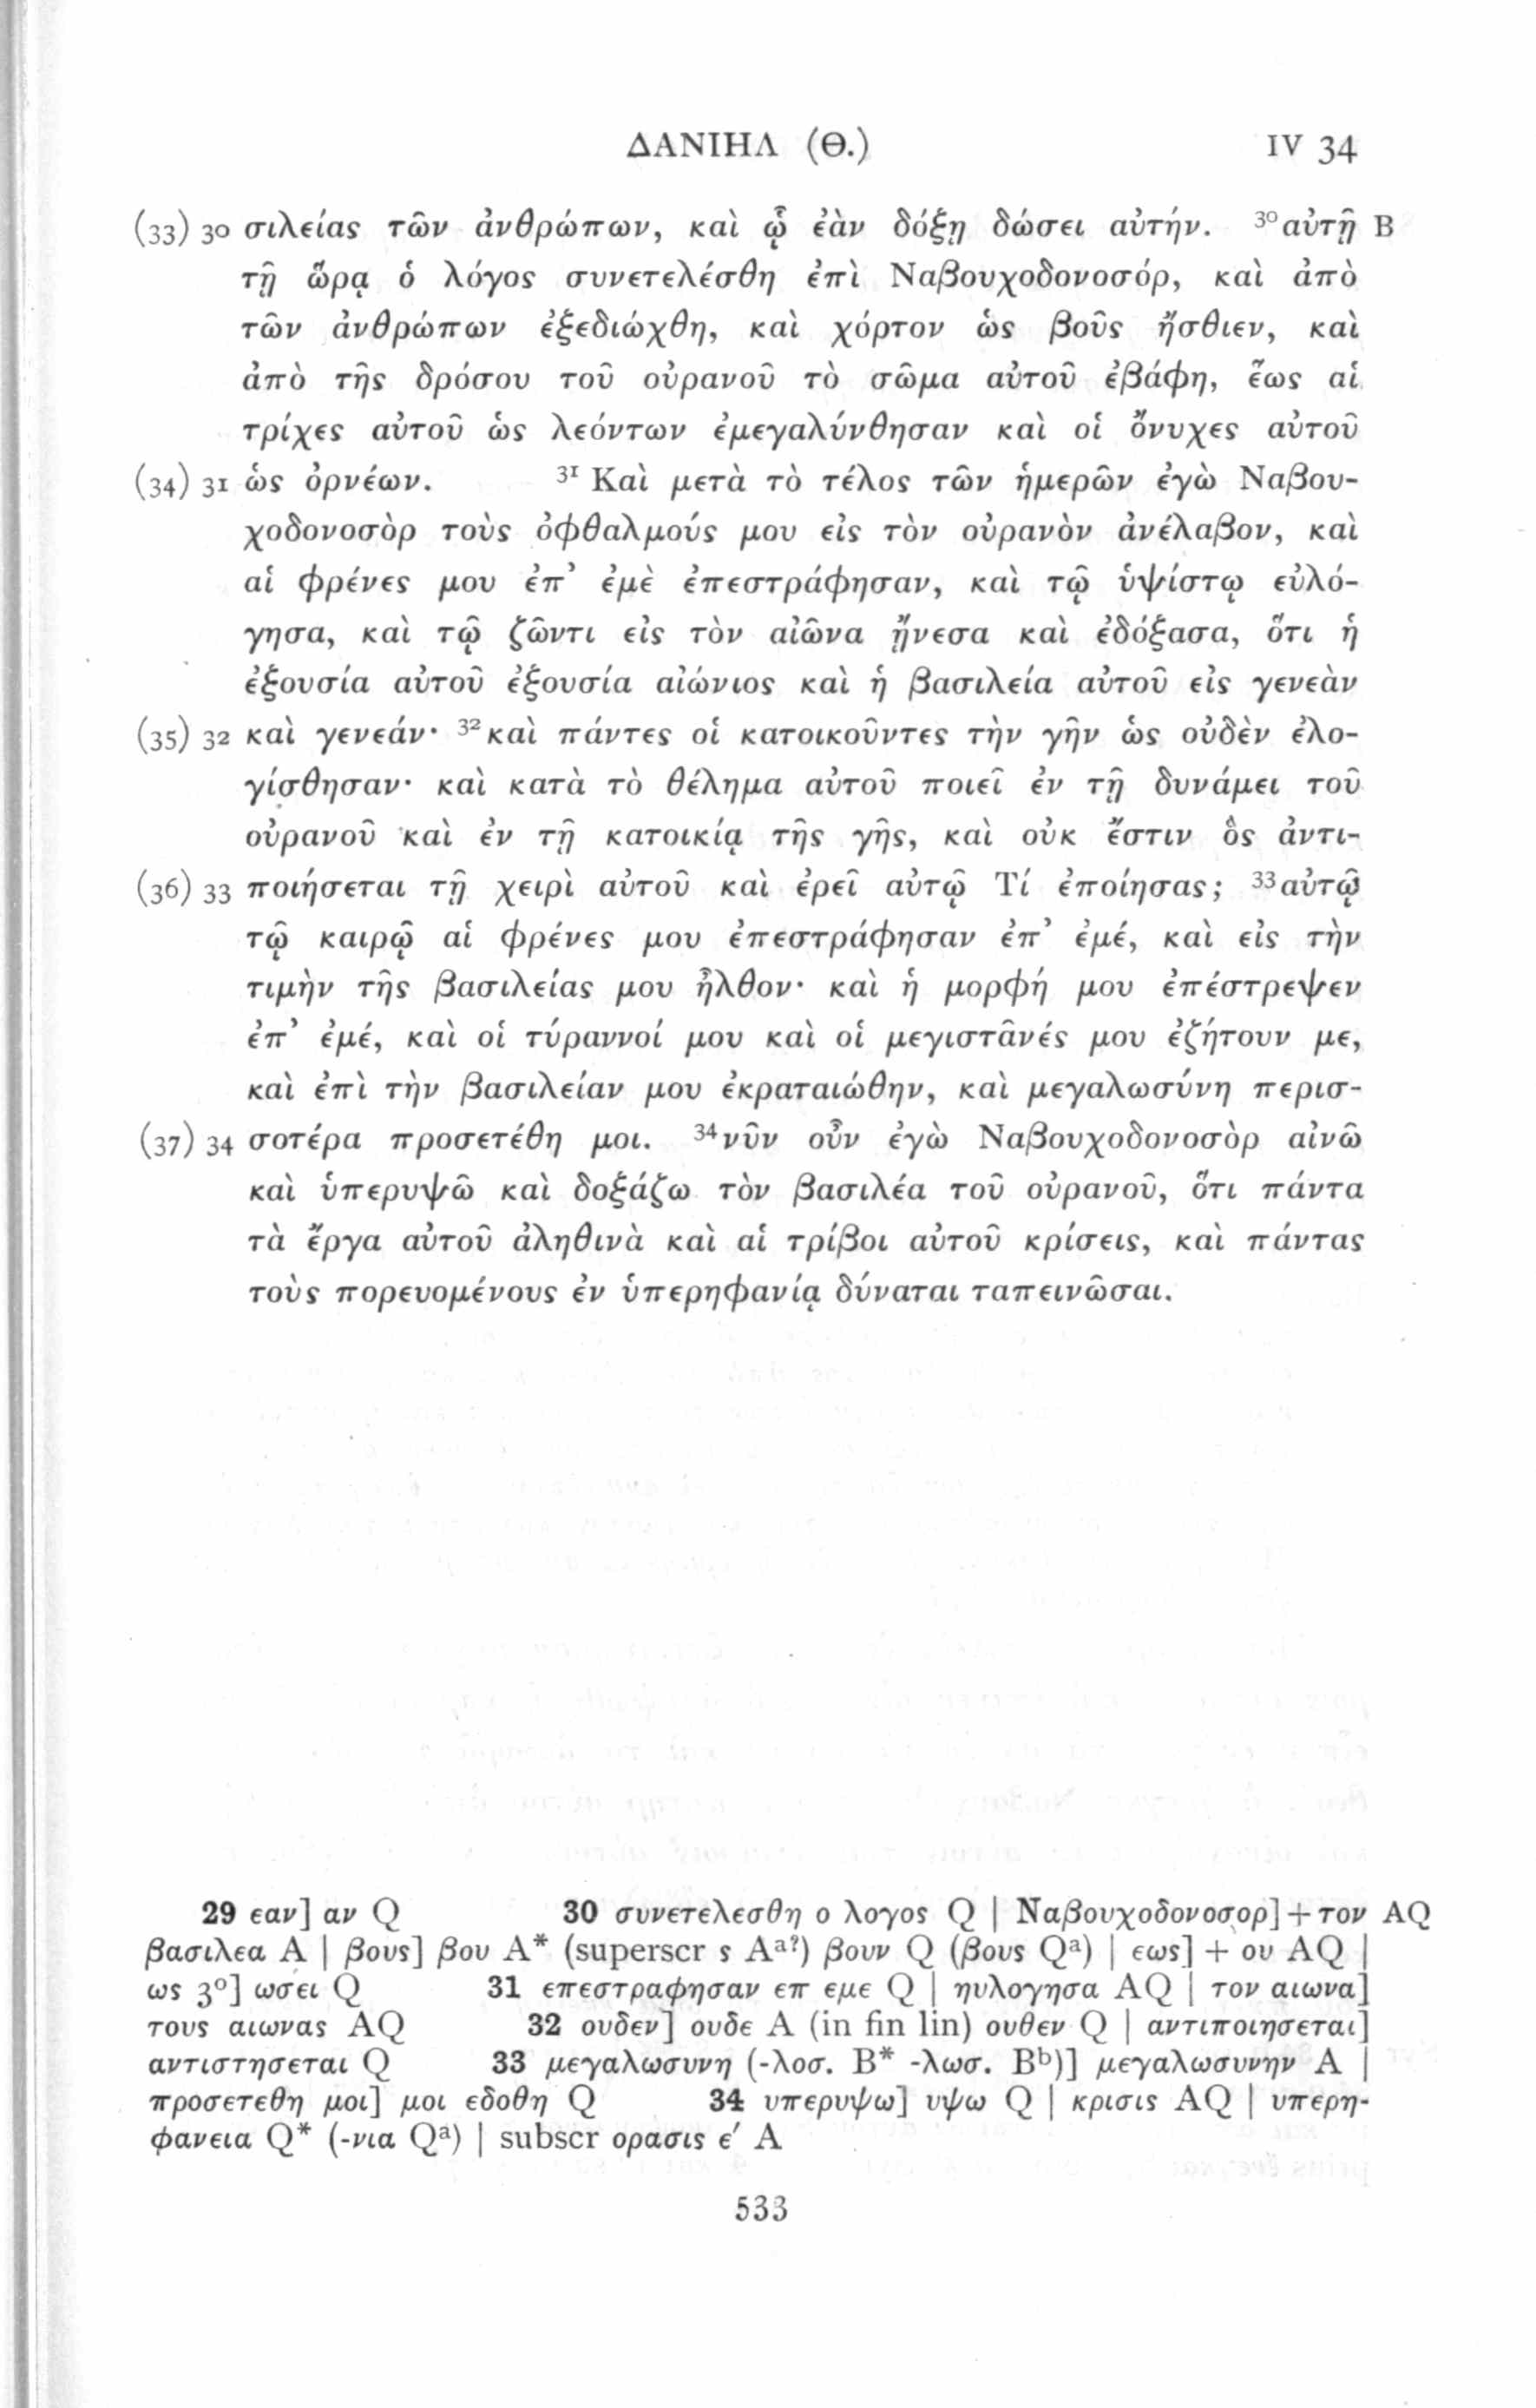 ΔΑΝΙΗΛ (Θ.) IV 34
(33) 30 σιλείας τῶν ἀνθρώπων, καὶ ᾧ ἐὰν δόξῃ δώσει αὐτήν. ³⁰αὐτῇ B
τῇ ὥρᾳ ὁ λόγος συνετελέσθη ἐπὶ Ναβουχοδονοσόρ, καὶ ἀπὸ
τῶν ἀνθρώπων ἐξεδιώχθη, καὶ χόρτον ὡς βοῦς ἤσθιεν, καὶ
ἀπὸ τῆς δρόσου τοῦ οὐρανοῦ τὸ σῶμα αὐτοῦ ἐβάφη, ἕως αἱ
τρίχες αὐτοῦ ὡς λεόντων ἐμεγαλύνθησαν καὶ οἱ ὄνυχες αὐτοῦ
(34) 31 ὡς ὀρνέων. ³¹ Καὶ μετὰ τὸ τέλος τῶν ἡμερῶν ἐγὼ Ναβου-
χοδονοσὸρ τοὺς ὀφθαλμούς μου εἰς τὸν οὐρανὸν ἀνέλαβον, καὶ
αἱ φρένες μου ἐπ’ ἐμὲ ἐπεστράφησαν, καὶ τῷ ὑψίστῳ εὐλό-
γησα, καὶ τῷ ζῶντι εἰς τὸν αἰῶνα ᾔνεσα καὶ ἐδόξασα, ὅτι ἡ
ἐξουσία αὐτοῦ ἐξουσία αἰώνιος καὶ ἡ βασιλεία αὐτοῦ εἰς γενεὰν
(35) 32 καὶ γενεάν· ³²καὶ πάντες οἱ κατοικοῦντες τὴν γῆν ὡς οὐδὲν ἐλο-
γίσθησαν· καὶ κατὰ τὸ θέλημα αὐτοῦ ποιεῖ ἐν τῇ δυνάμει τοῦ
οὐρανοῦ καὶ ἐν τῇ κατοικίᾳ τῆς γῆς, καὶ οὐκ ἔστιν ὃς ἀντι-
(36) 33 ποιήσεται τῇ χειρὶ αὐτοῦ καὶ ἐρεῖ αὐτῷ Τί ἐποίησας; ³³αὐτῷ
τῷ καιρῷ αἱ φρένες μου ἐπεστράφησαν ἐπ’ ἐμέ, καὶ εἰς τὴν
τιμὴν τῆς βασιλείας μου ἦλθον· καὶ ἡ μορφή μου ἐπέστρεψεν
ἐπ’ ἐμέ, καὶ οἱ τύραννοί μου καὶ οἱ μεγιστᾶνές μου ἐζήτουν με,
καὶ ἐπὶ τὴν βασιλείαν μου ἐκραταιώθην, καὶ μεγαλωσύνη περισ-
(37) 34 σοτέρα προσετέθη μοι. ³⁴νῦν οὖν ἐγὼ Ναβουχοδονοσὸρ αἰνῶ
καὶ ὑπερυψῶ καὶ δοξάζω τὸν βασιλέα τοῦ οὐρανοῦ, ὅτι πάντα
τὰ ἔργα αὐτοῦ ἀληθινὰ καὶ αἱ τρίβοι αὐτοῦ κρίσεις, καὶ πάντας
τοὺς πορευομένους ἐν ὑπερηφανίᾳ δύναται ταπεινῶσαι.
29 εαν] αν Q 30 συνετελεσθη ο λογος Q | Ναβουχοδονοσορ] + τον AQ
βασιλεα A | βους] βου A* (superscr s Aᵃ?) βουν Q (βους Qᵃ) | εως] + ου AQ |
ως 3°] ωσει Q 31 επεστραφησαν επ εμε Q | ηυλογησα AQ | τον αιωνα]
τους αιωνας AQ 32 ουδεν] ουδε A (in fin lin) ουθεν Q | αντιποιησεται]
αντιστησεται Q 33 μεγαλωσυνη (-λοσ. B* -λωσ. Bᵇ)] μεγαλωσυνην A |
προσετεθη μοι] μοι εδοθη Q 34 υπερυψω] υψω Q | κρισις AQ | υπερη-
φανεια Q* (-νια Qᵃ) | subscr ορασις ε′ A
533